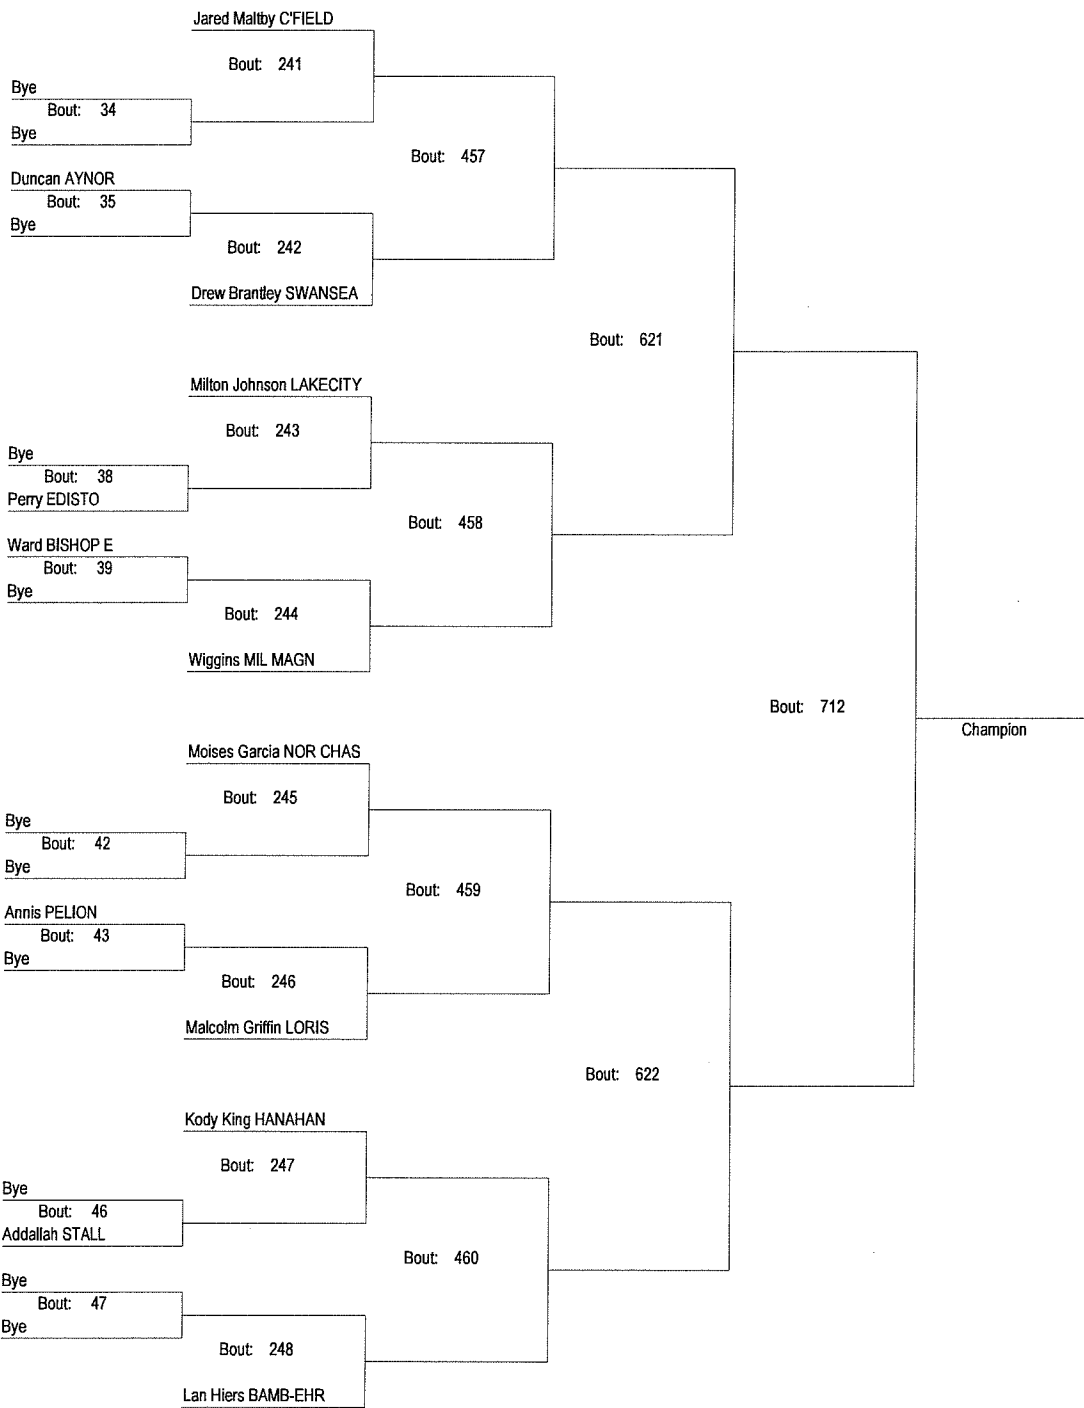 Jared Maltby C'FIELD
Bout: 241
Bye
Bout: 34
Bye
Bout: 457
Duncan AYNOR
Bout: 35
Bye
Bout: 242
Drew Brantley SWANSEA
Bout: 621
Milton Johnson LAKECITY
Bout: 243
Bye
Bout: 38
Perry EDISTO
Bout: 458
Ward BISHOP E
Bout: 39
Bye
Bout: 244
Wiggins MIL MAGN
Bout: 712
Champion
Moises Garcia NOR CHAS
Bout: 245
Bye
Bout: 42
Bye
Bout: 459
Annis PELION
Bout: 43
Bye
Bout: 246
Malcolm Griffin LORIS
Bout: 622
Kody King HANAHAN
Bout: 247
Bye
Bout: 46
Addallah STALL
Bout: 460
Bye
Bout: 47
Bye
Bout: 248
Lan Hiers BAMB-EHR